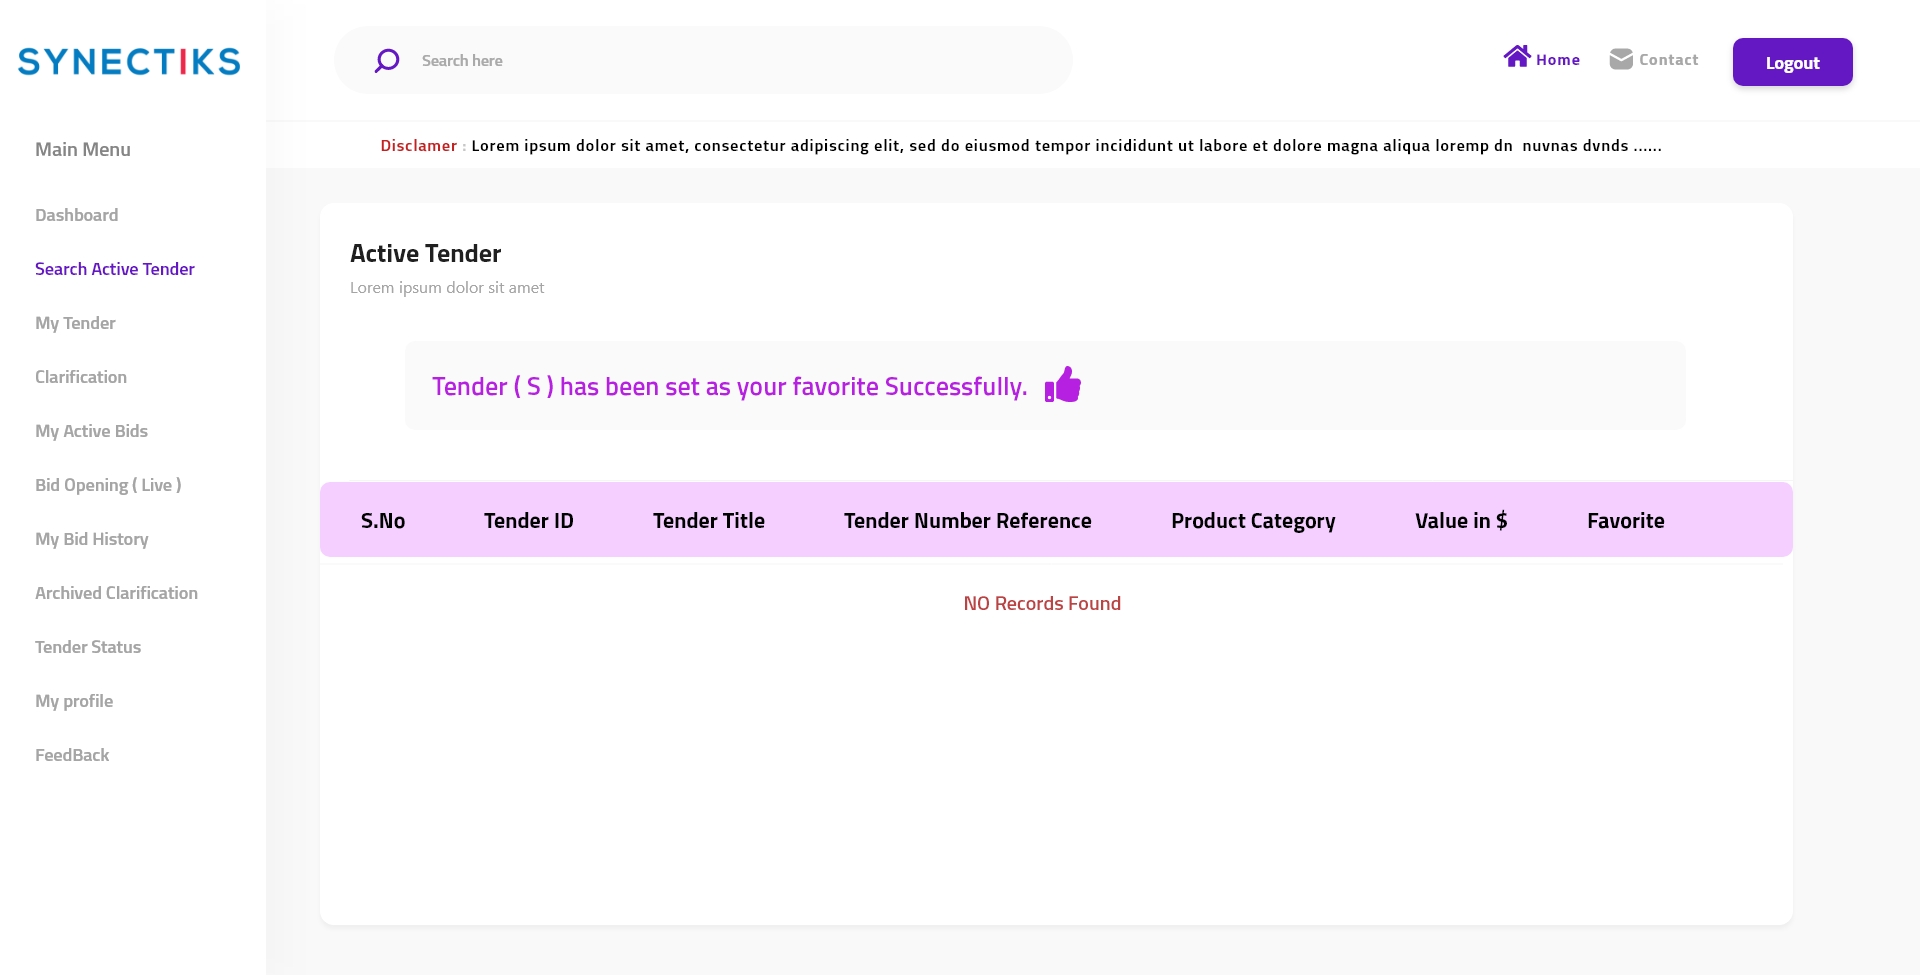 SYNECTIKS
Search here
Home
Contact
Logout
Disclamer : Lorem ipsum dolor sit amet, consectetur adipiscing elit, sed do eiusmod tempor incididunt ut labore et dolore magna aliqua loremp dn nuvnas dvnds ......
Main Menu
Dashboard
Search Active Tender
My Tender
Clarification
My Active Bids
Bid Opening ( Live )
My Bid History
Archived Clarification
Tender Status
My profile
FeedBack
Active Tender
Lorem ipsum dolor sit amet
Tender ( S ) has been set as your favorite Successfully.
S.No Tender ID Tender Title Tender Number Reference Product Category Value in $ Favorite
NO Records Found